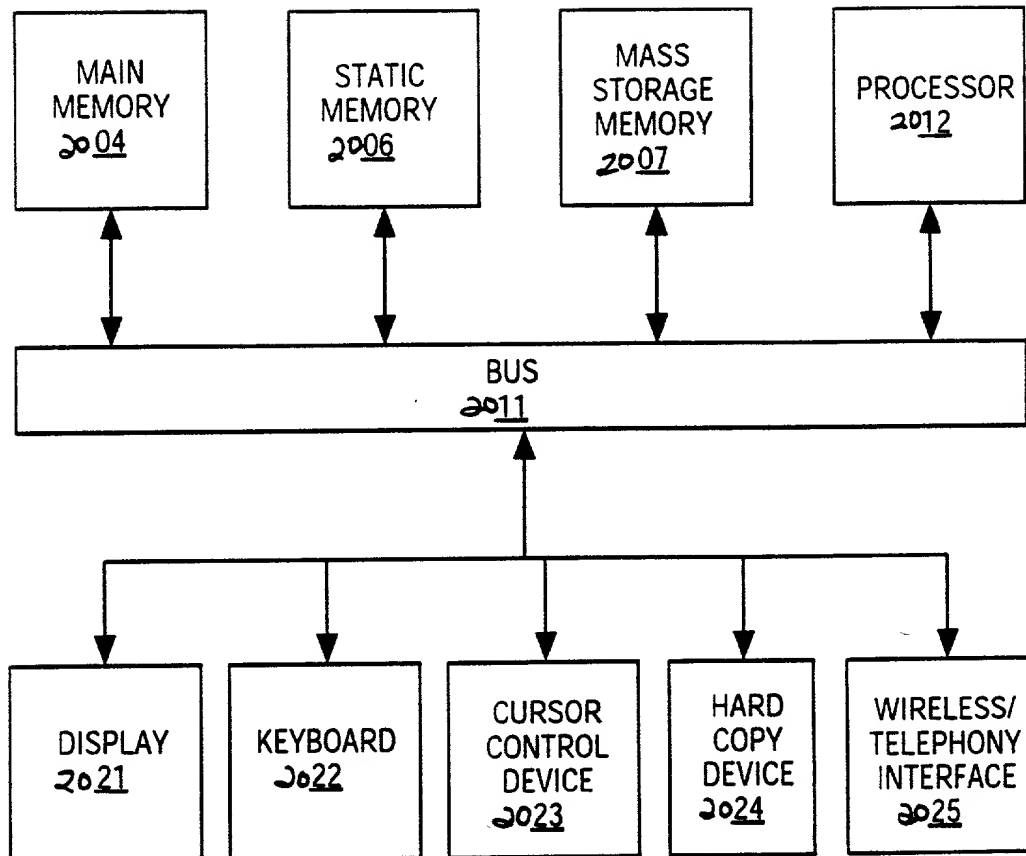 MAIN
MEMORY
2004
STATIC
MEMORY
2006
MASS
STORAGE
MEMORY
2007
PROCESSOR
2012
BUS
2011
DISPLAY
2021
KEYBOARD
2022
CURSOR
CONTROL
DEVICE
2023
HARD
COPY
DEVICE
2024
WIRELESS/
TELEPHONY
INTERFACE
2025